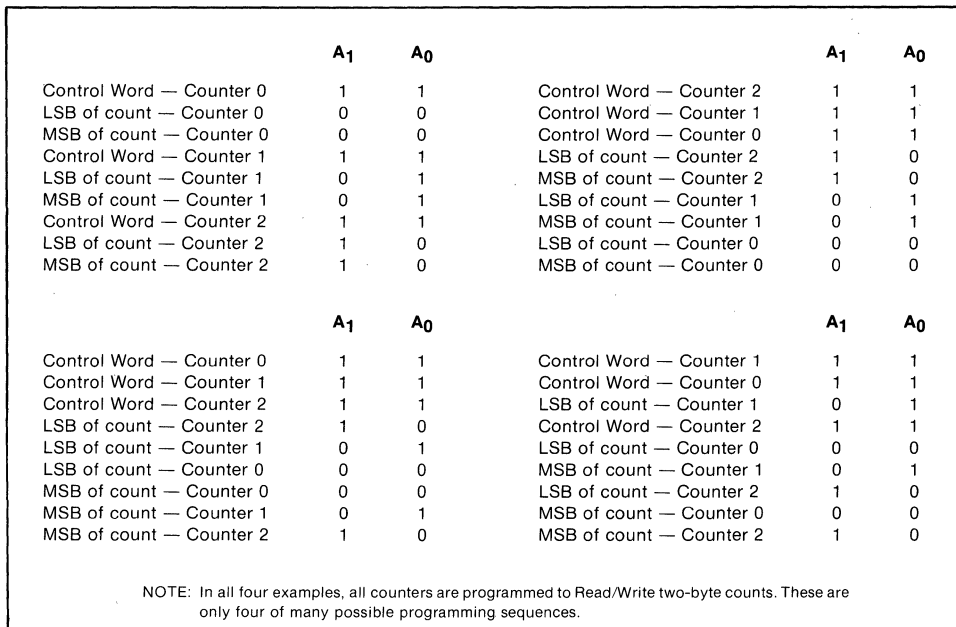 A1 A0
Control Word — Counter 0 1 1
LSB of count — Counter 0 0 0
MSB of count — Counter 0 0 0
Control Word — Counter 1 1 1
LSB of count — Counter 1 0 1
MSB of count — Counter 1 0 1
Control Word — Counter 2 1 1
LSB of count — Counter 2 1 0
MSB of count — Counter 2 1 0
A1 A0
Control Word — Counter 2 1 1
Control Word — Counter 1 1 1
Control Word — Counter 0 1 1
LSB of count — Counter 2 1 0
MSB of count — Counter 2 1 0
LSB of count — Counter 1 0 1
MSB of count — Counter 1 0 1
LSB of count — Counter 0 0 0
MSB of count — Counter 0 0 0
A1 A0
Control Word — Counter 0 1 1
Control Word — Counter 1 1 1
Control Word — Counter 2 1 1
LSB of count — Counter 2 1 0
LSB of count — Counter 1 0 1
LSB of count — Counter 0 0 0
MSB of count — Counter 0 0 0
MSB of count — Counter 1 0 1
MSB of count — Counter 2 1 0
A1 A0
Control Word — Counter 1 1 1
Control Word — Counter 0 1 1
LSB of count — Counter 1 0 1
Control Word — Counter 2 1 1
LSB of count — Counter 0 0 0
MSB of count — Counter 1 0 1
LSB of count — Counter 2 1 0
MSB of count — Counter 0 0 0
MSB of count — Counter 2 1 0
NOTE: In all four examples, all counters are programmed to Read/Write two-byte counts. These are
only four of many possible programming sequences.